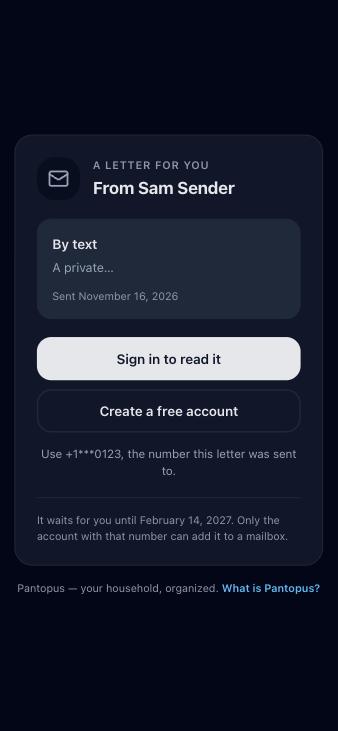 A LETTER FOR YOU
From Sam Sender
By text
A private...
Sent November 16, 2026
Sign in to read it
Create a free account
Use +1***0123, the number this letter was sent
to.
It waits for you until February 14, 2027. Only the
account with that number can add it to a mailbox.
Pantopus — your household, organized. What is Pantopus?